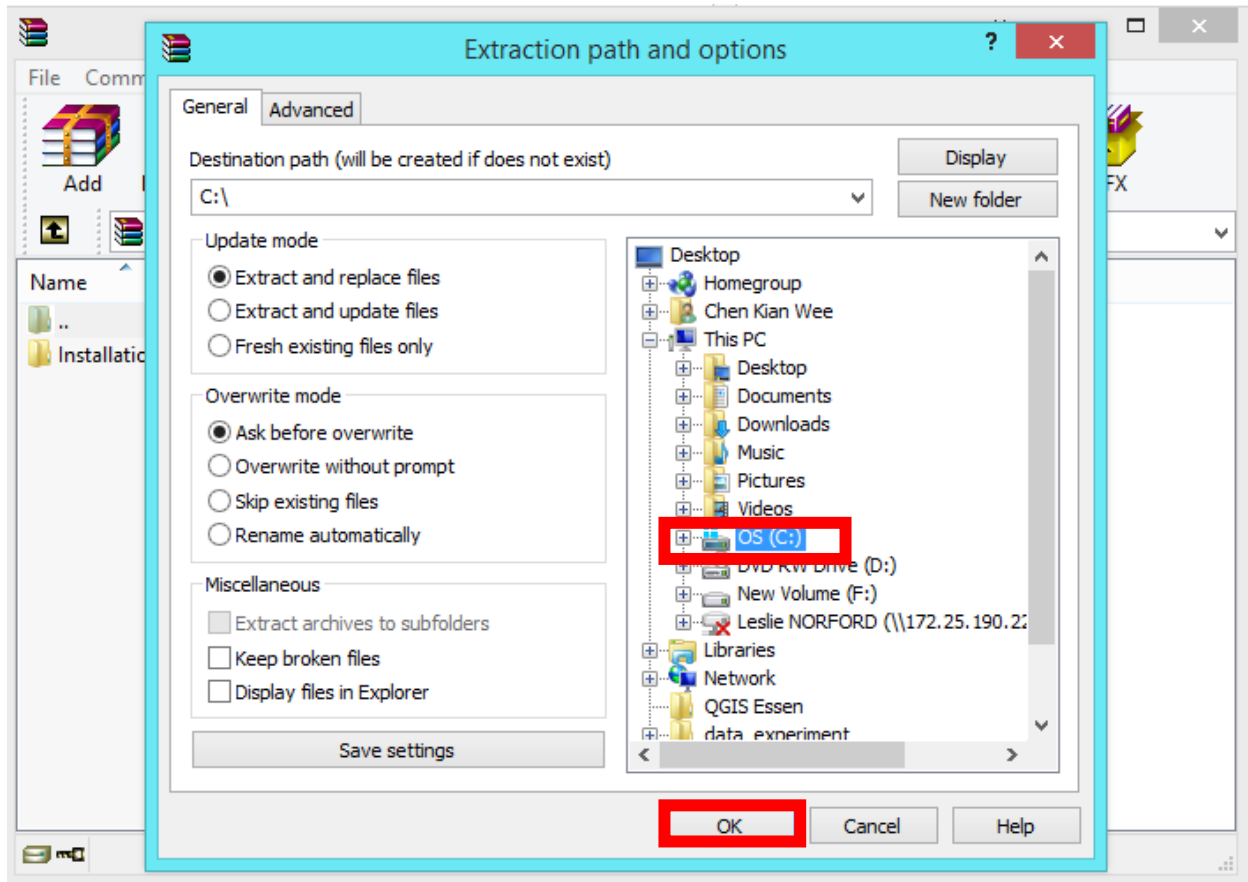 Extraction path and options
?
File Comm
Add
FX
Name
..
Installatic
General Advanced
Destination path (will be created if does not exist)
Display
C:\
New folder
Update mode
Extract and replace files
Extract and update files
Fresh existing files only
Overwrite mode
Ask before overwrite
Overwrite without prompt
Skip existing files
Rename automatically
Miscellaneous
Extract archives to subfolders
Keep broken files
Display files in Explorer
Save settings
Desktop
Homegroup
Chen Kian Wee
This PC
Desktop
Documents
Downloads
Music
Pictures
Videos
OS (C:)
DVD RW Drive (D:)
New Volume (F:)
Leslie NORFORD (\\172.25.190.22
Libraries
Network
QGIS Essen
data_experiment
OK Cancel Help